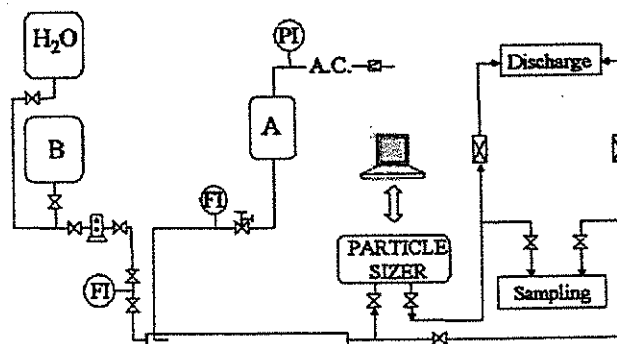 H₂O
PI
A.C.
Discharge
B
A
FI
PARTICLE
SIZER
FI
Sampling